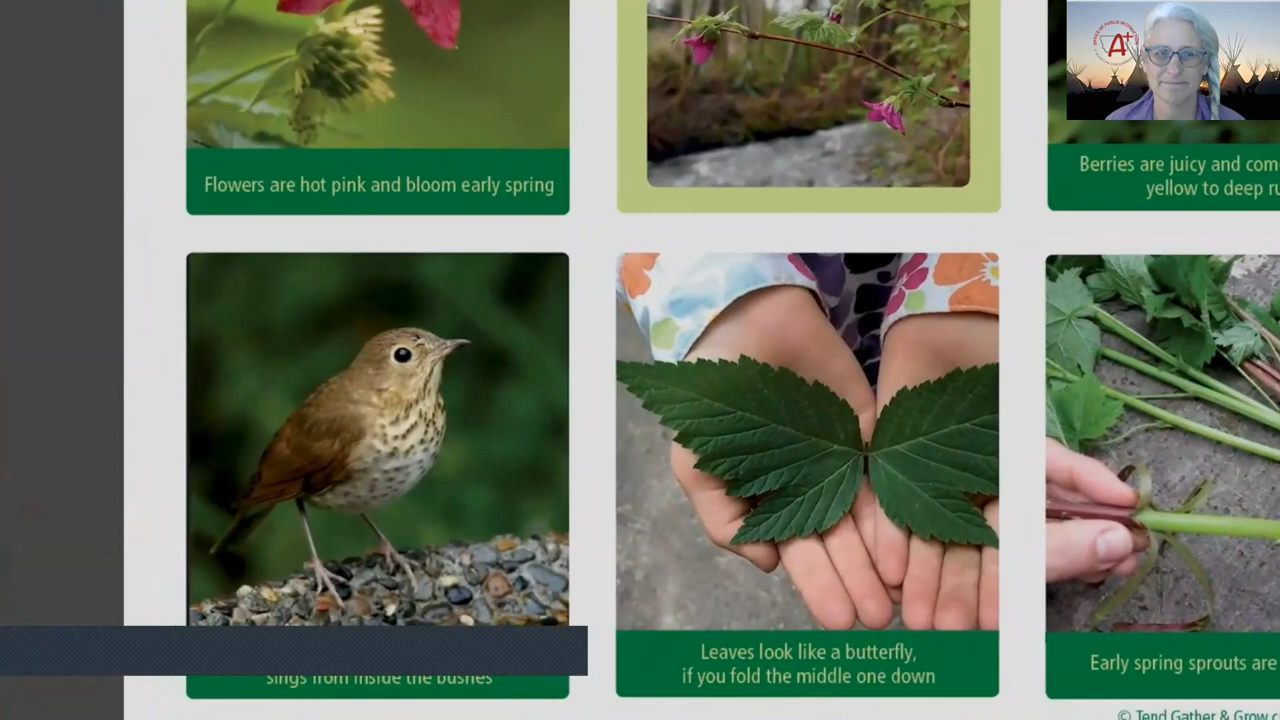 A+
Flowers are hot pink and bloom early spring
Berries are juicy and com
yellow to deep ru
sings from inside the bushes
Leaves look like a butterfly,
if you fold the middle one down
Early spring sprouts are
© Tend Gather & Grow